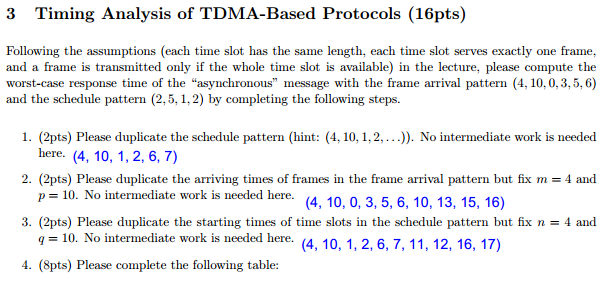 3 Timing Analysis of TDMA-Based Protocols (16pts)
Following the assumptions (each time slot has the same length, each time slot serves exactly one frame,
and a frame is transmitted only if the whole time slot is available) in the lecture, please compute the
worst-case response time of the “asynchronous” message with the frame arrival pattern (4, 10, 0, 3, 5, 6)
and the schedule pattern (2, 5, 1, 2) by completing the following steps.
1. (2pts) Please duplicate the schedule pattern (hint: (4, 10, 1, 2, . . .)). No intermediate work is needed
here. (4, 10, 1, 2, 6, 7)
2. (2pts) Please duplicate the arriving times of frames in the frame arrival pattern but fix m = 4 and
p = 10. No intermediate work is needed here. (4, 10, 0, 3, 5, 6, 10, 13, 15, 16)
3. (2pts) Please duplicate the starting times of time slots in the schedule pattern but fix n = 4 and
q = 10. No intermediate work is needed here. (4, 10, 1, 2, 6, 7, 11, 12, 16, 17)
4. (8pts) Please complete the following table: